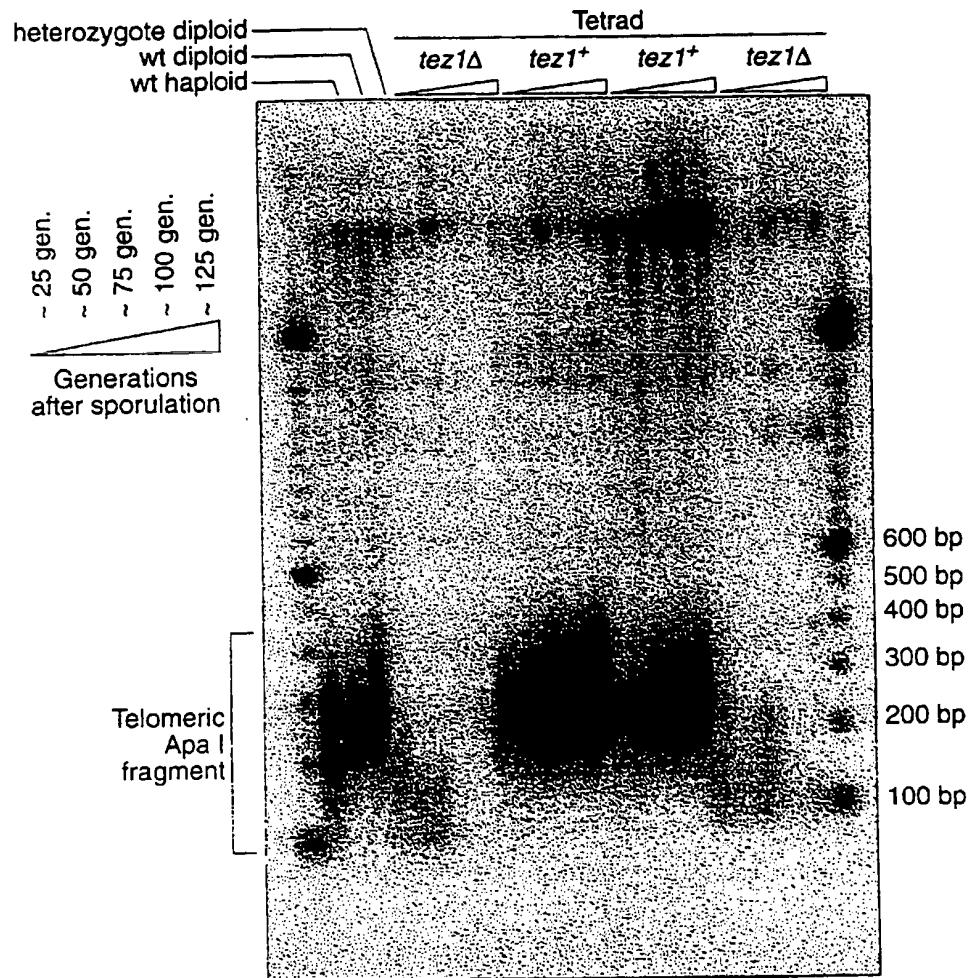 Tetrad
heterozygote diploid
wt diploid
wt haploid
tez1Δ
tez1+
tez1+
tez1Δ
~ 25 gen.
~ 50 gen.
~ 75 gen.
~ 100 gen.
~ 125 gen.
Generations
after sporulation
600 bp
500 bp
400 bp
300 bp
200 bp
100 bp
Telomeric
Apa I
fragment